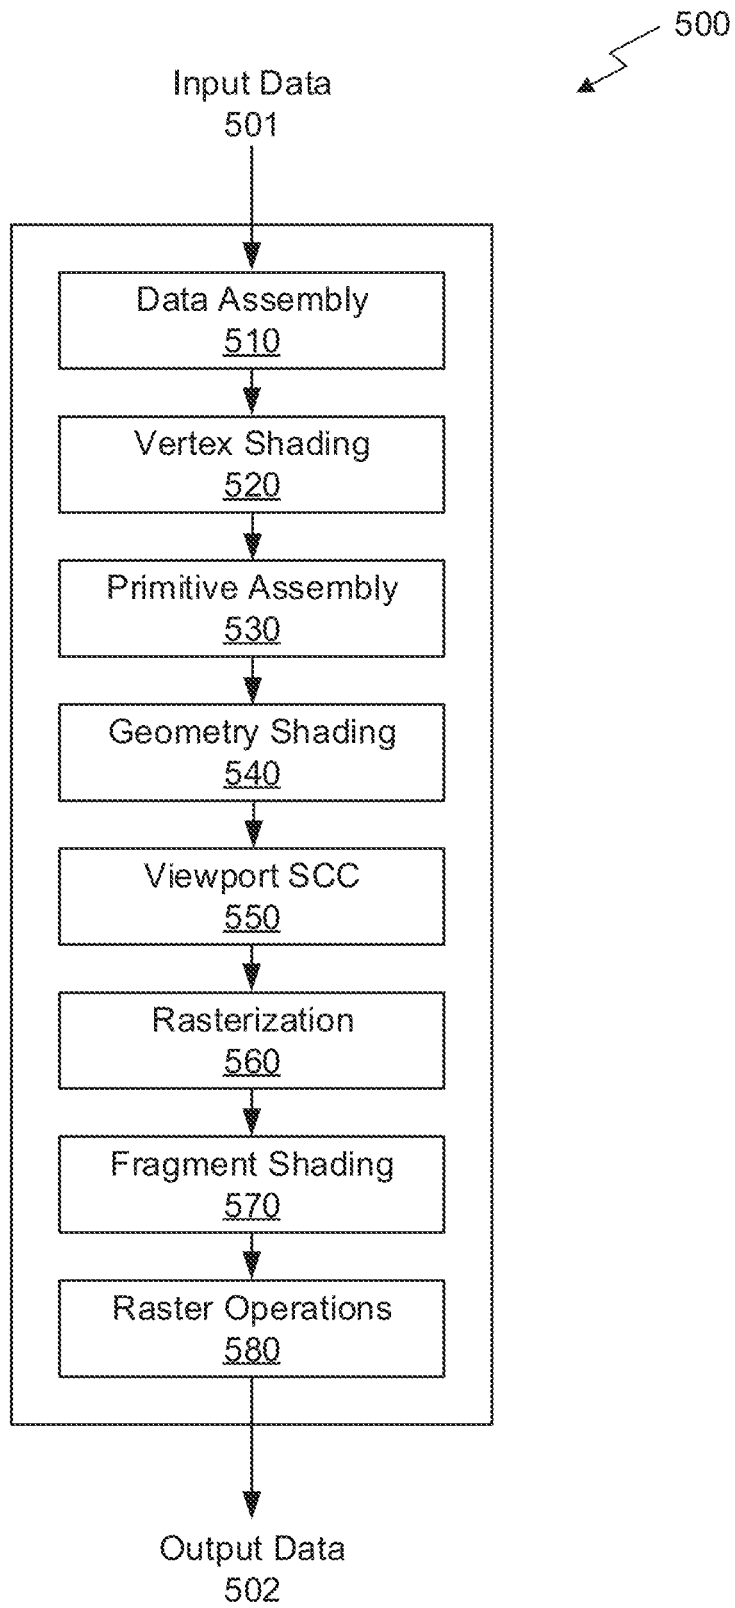 500
Input Data
501
Data Assembly
510
Vertex Shading
520
Primitive Assembly
530
Geometry Shading
540
Viewport SCC
550
Rasterization
560
Fragment Shading
570
Raster Operations
580
Output Data
502